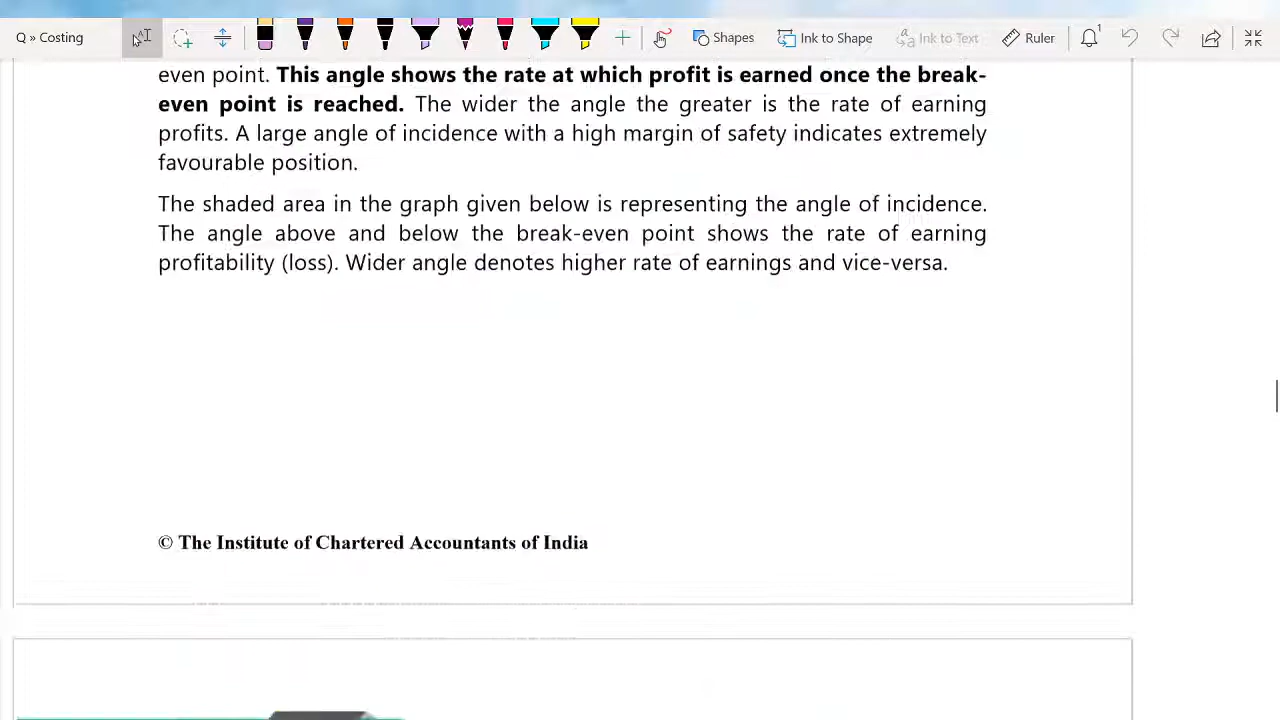 Q » Costing
Shapes
Ink to Shape
Ink to Text
Ruler
1
even point. This angle shows the rate at which profit is earned once the break-
even point is reached. The wider the angle the greater is the rate of earning
profits. A large angle of incidence with a high margin of safety indicates extremely
favourable position.
The shaded area in the graph given below is representing the angle of incidence.
The angle above and below the break-even point shows the rate of earning
profitability (loss). Wider angle denotes higher rate of earnings and vice-versa.
© The Institute of Chartered Accountants of India